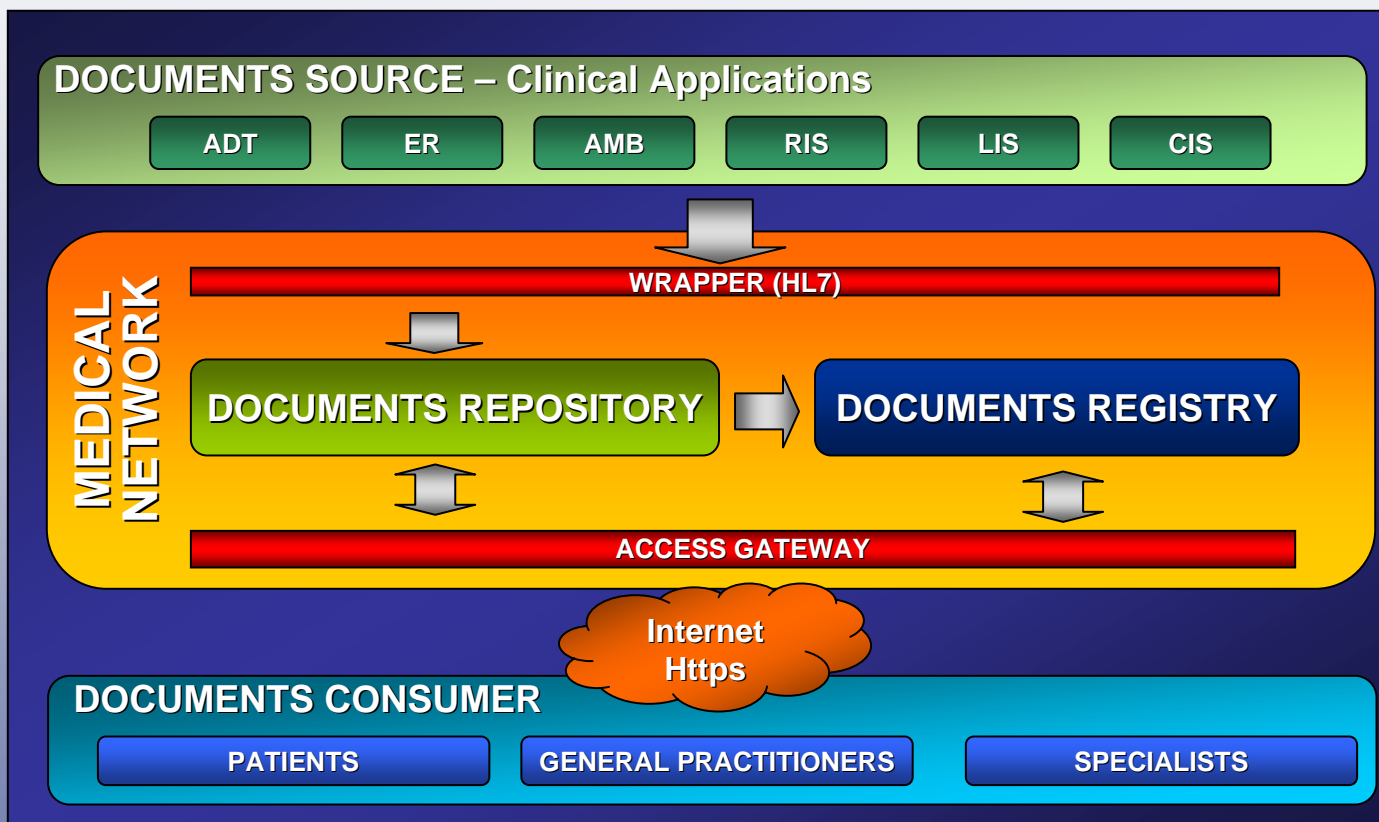 DOCUMENTS SOURCE – Clinical Applications
ADT ER AMB RIS LIS CIS
MEDICAL
NETWORK
WRAPPER (HL7)
DOCUMENTS REPOSITORY DOCUMENTS REGISTRY
ACCESS GATEWAY
Internet
Https
DOCUMENTS CONSUMER
PATIENTS GENERAL PRACTITIONERS SPECIALISTS